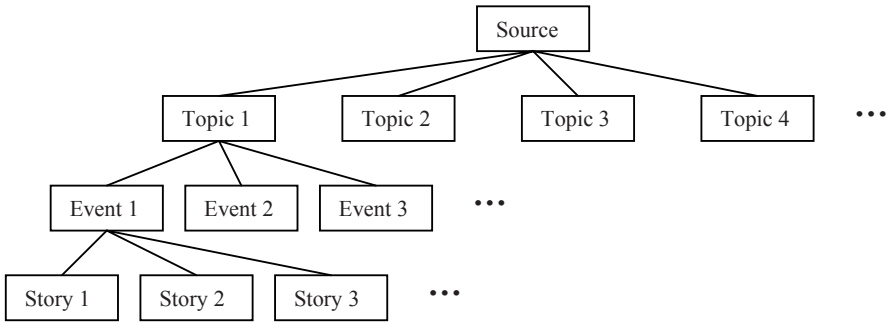 Source
Topic 1
Topic 2
Topic 3
Topic 4
...
Event 1
Event 2
Event 3
...
Story 1
Story 2
Story 3
...